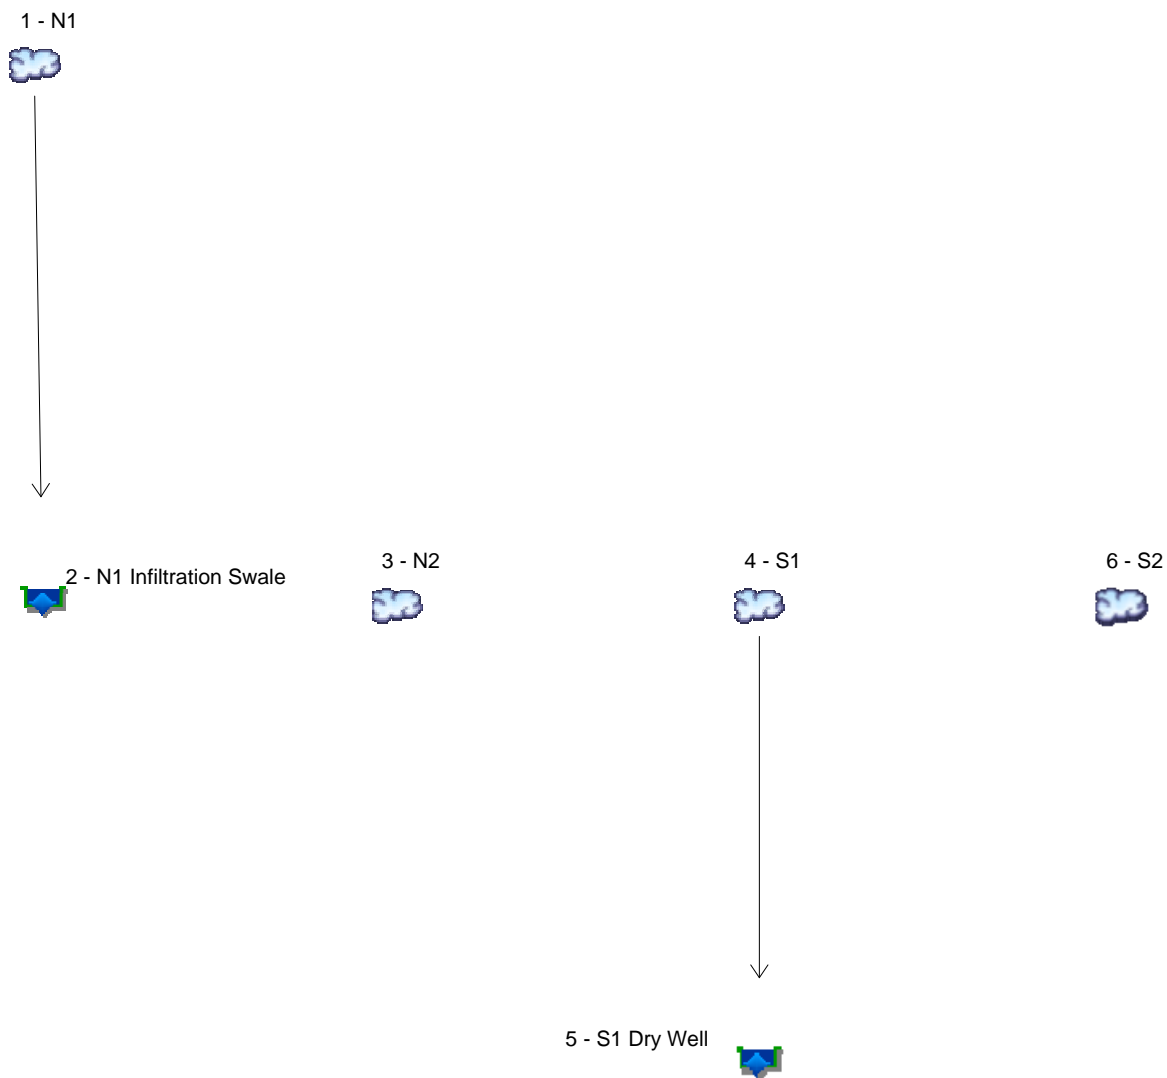 1 - N1
2 - N1 Infiltration Swale
3 - N2
4 - S1
6 - S2
5 - S1 Dry Well